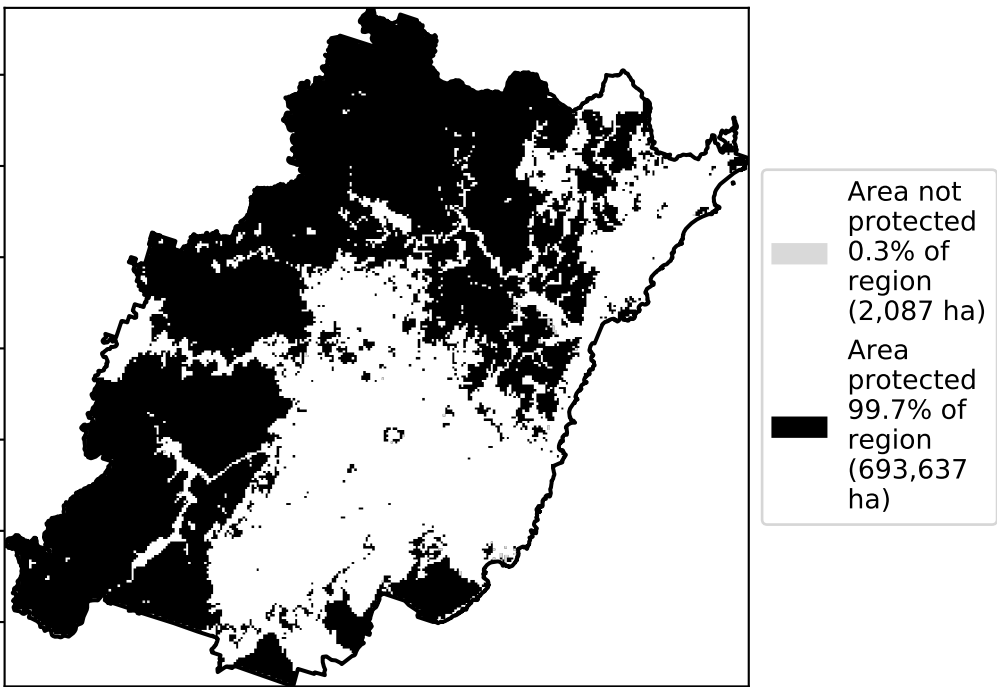 Area not
protected
0.3% of
region
(2,087 ha)
Area
protected
99.7% of
region
(693,637
ha)